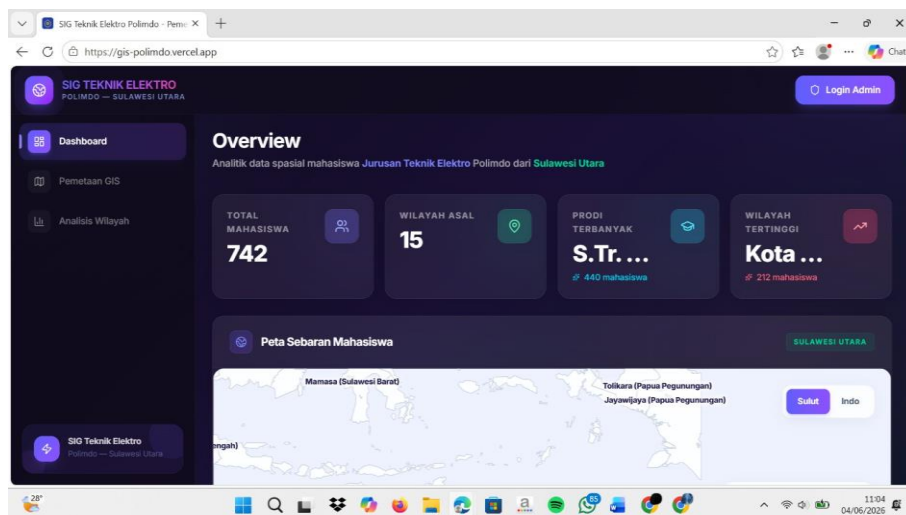 SIG Teknik Elektro Polimdo - Peme
https://gis-polimdo.vercel.app
Chat
SIG TEKNIK ELEKTRO
POLIMDO — SULAWESI UTARA
Login Admin
Dashboard
Pemetaan GIS
Analisis Wilayah
Overview
Analitik data spasial mahasiswa Jurusan Teknik Elektro Polimdo dari Sulawesi Utara
TOTAL
MAHASISWA
742
WILAYAH ASAL
15
PRODI
TERBANYAK
S.Tr. ...
440 mahasiswa
WILAYAH
TERTINGGI
Kota ...
212 mahasiswa
Peta Sebaran Mahasiswa
SULAWESI UTARA
Mamasa (Sulawesi Barat)
Tolikara (Papua Pegunungan)
Jayawijaya (Papua Pegunungan)
engah)
Sulut
Indo
SIG Teknik Elektro
Polimdo — Sulawesi Utara
28°
a
85
11:04
04/06/2026